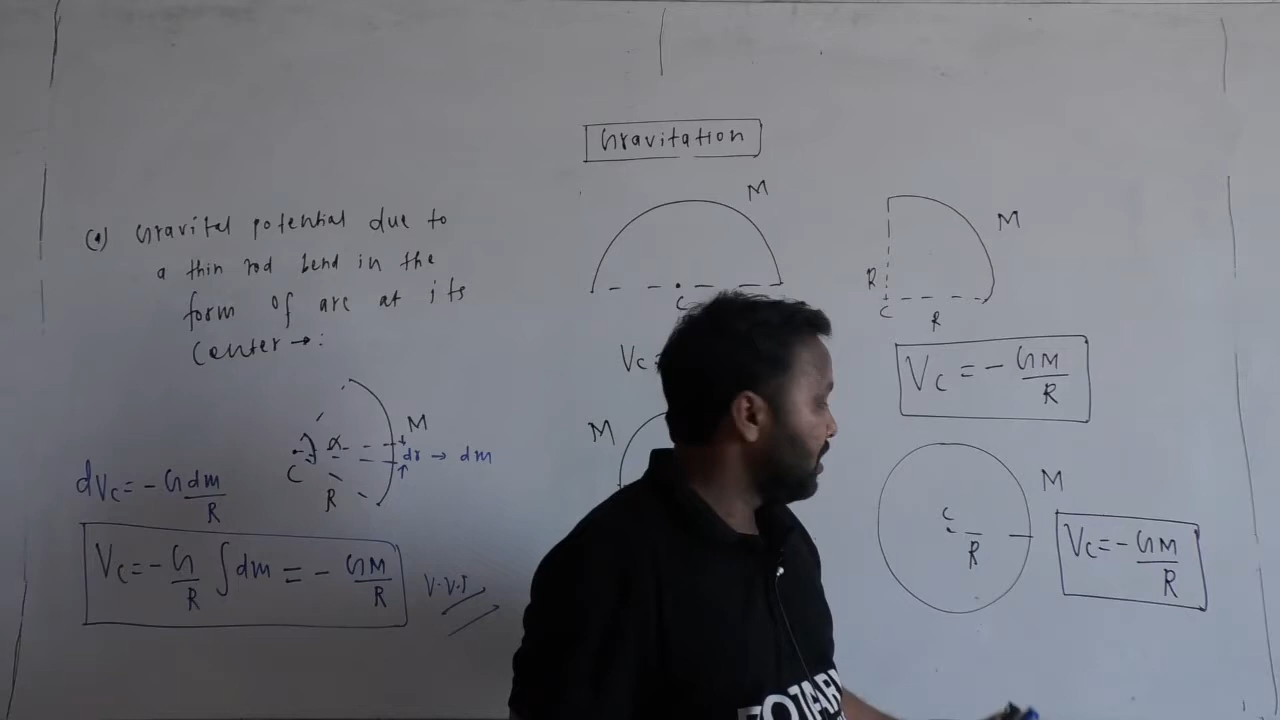 Gravitation
(a) Gravital potential due to
a thin rod bend in the
form of arc at its
Center →:
M
α
dr → dm
C
R
dVc = - G dm / R
Vc = - G/R ∫dm = - GM/R
V.V.I
M
C
Vc =
M
M
R
C
R
Vc = - GM/R
M
C
R
Vc = - GM/R